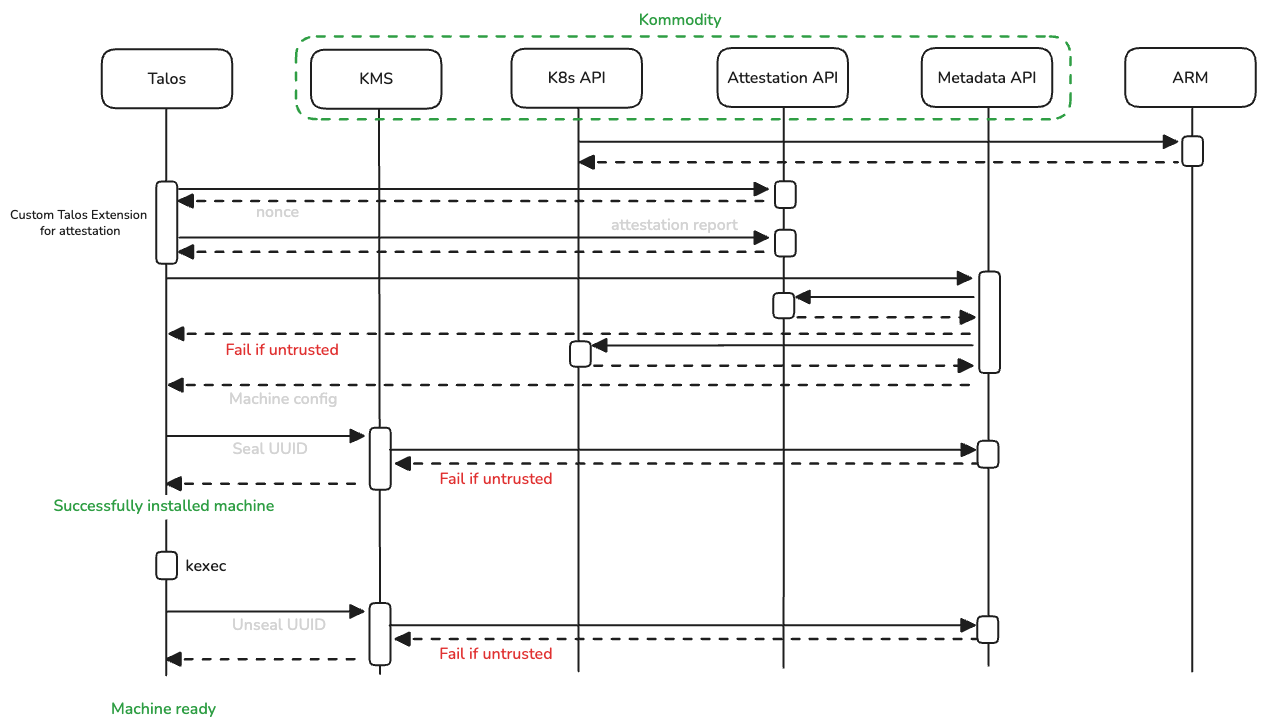 Kommodity
Talos
KMS
K8s API
Attestation API
Metadata API
ARM
Custom Talos Extension
for attestation
nonce
attestation report
Fail if untrusted
Machine config
Seal UUID
Fail if untrusted
Successfully installed machine
kexec
Unseal UUID
Fail if untrusted
Machine ready